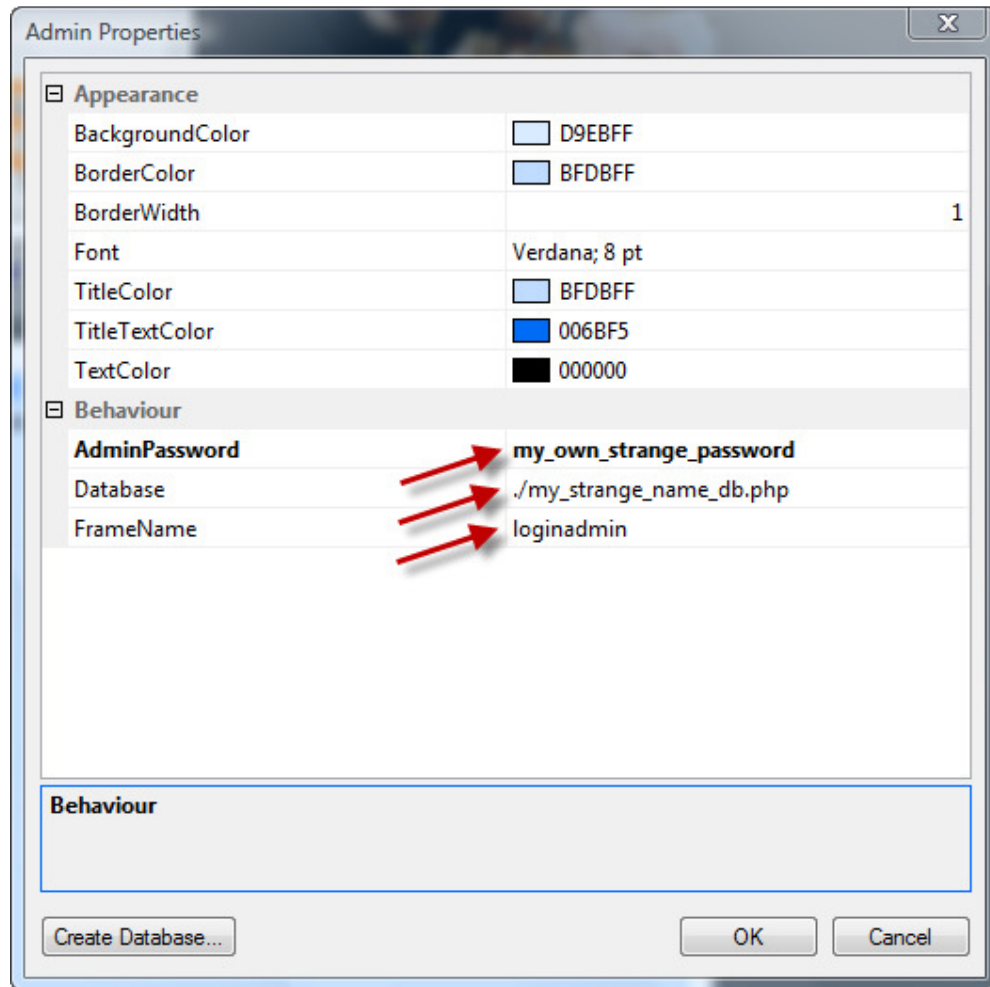 Admin Properties
Appearance
BackgroundColor D9EBFF
BorderColor BFDBFF
BorderWidth 1
Font Verdana; 8 pt
TitleColor BFDBFF
TitleTextColor 006BF5
TextColor 000000
Behaviour
AdminPassword my_own_strange_password
Database ./my_strange_name_db.php
FrameName loginadmin
Behaviour
Create Database... OK Cancel